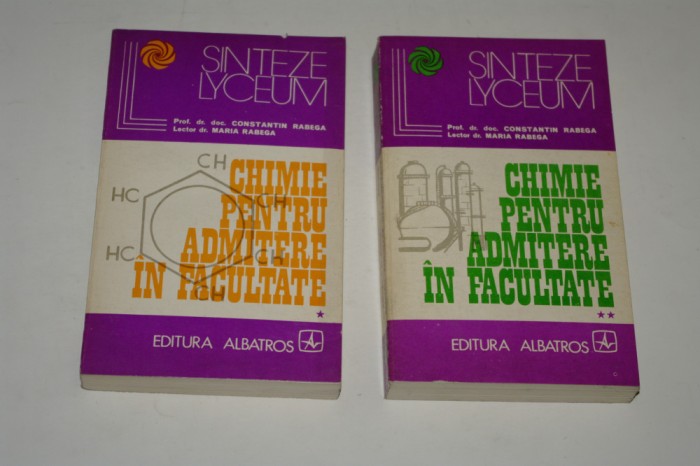 SINTEZE
LYCEUM
Prof. dr. doc. CONSTANTIN RABEGA
Lector dr. MARIA RABEGA
CH
HC
CH
HC
CH
CH
CHIMIE
PENTRU
ADMITERE
ÎN FACULTATE
*
EDITURA ALBATROS
SINTEZE
LYCEUM
Prof. dr. doc. CONSTANTIN RABEGA
Lector dr. MARIA RABEGA
CHIMIE
PENTRU
ADMITERE
ÎN FACULTATE
**
EDITURA ALBATROS